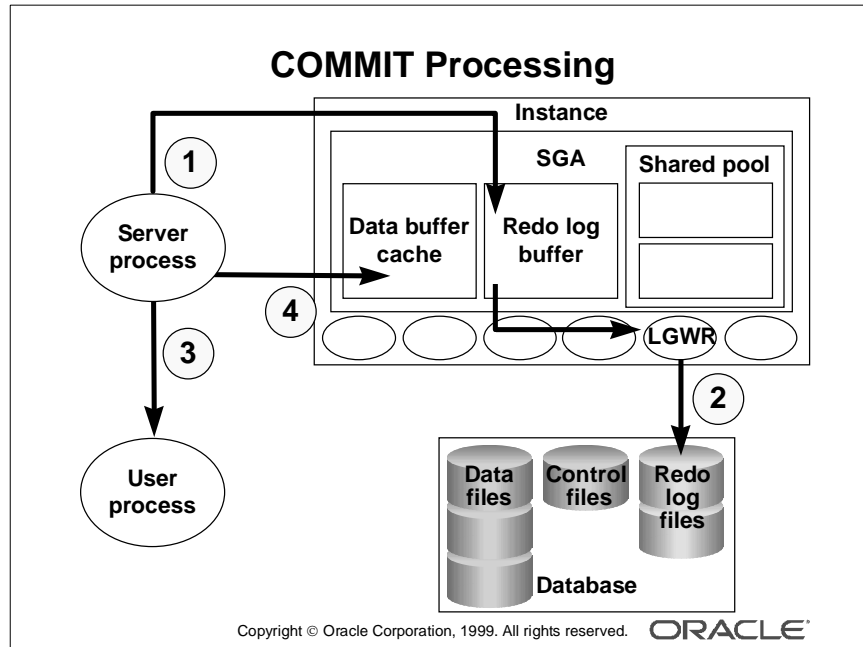 COMMIT Processing
Instance
1
SGA
Shared pool
Server
process
Data buffer
cache
Redo log
buffer
4
LGWR
3
2
User
process
Data
files
Control
files
Redo
log
files
Database
Copyright © Oracle Corporation, 1999. All rights reserved.
ORACLE®